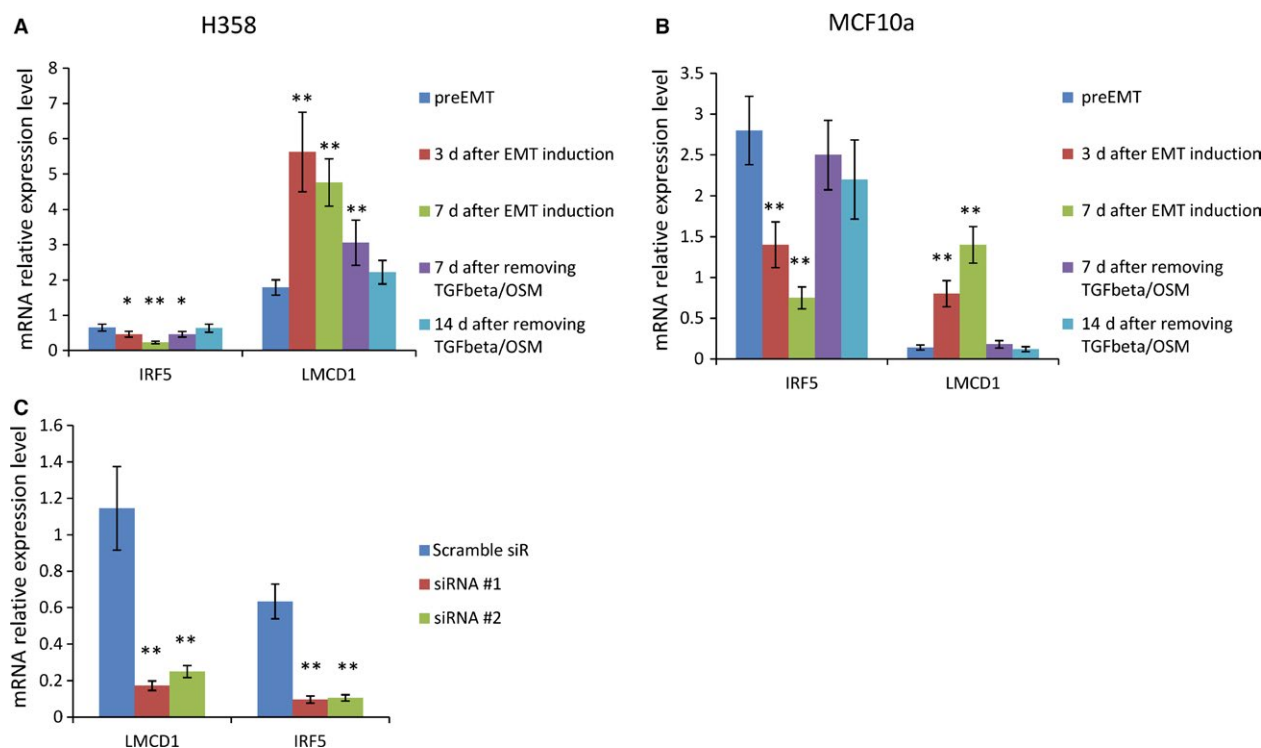 A
H358
mRNA relative expression level
8
7
6
5
4
3
2
1
0
**
**
**
*
**
*
IRF5
LMCD1
preEMT
3 d after EMT induction
7 d after EMT induction
7 d after removing
TGFbeta/OSM
14 d after removing
TGFbeta/OSM
B
MCF10a
mRNA relative expression level
3.5
3
2.5
2
1.5
1
0.5
0
**
**
**
**
IRF5
LMCD1
preEMT
3 d after EMT induction
7 d after EMT induction
7 d after removing
TGFbeta/OSM
14 d after removing
TGFbeta/OSM
C
mRNA relative expression level
1.6
1.4
1.2
1
0.8
0.6
0.4
0.2
0
**
**
**
**
LMCD1
IRF5
Scramble siR
siRNA #1
siRNA #2